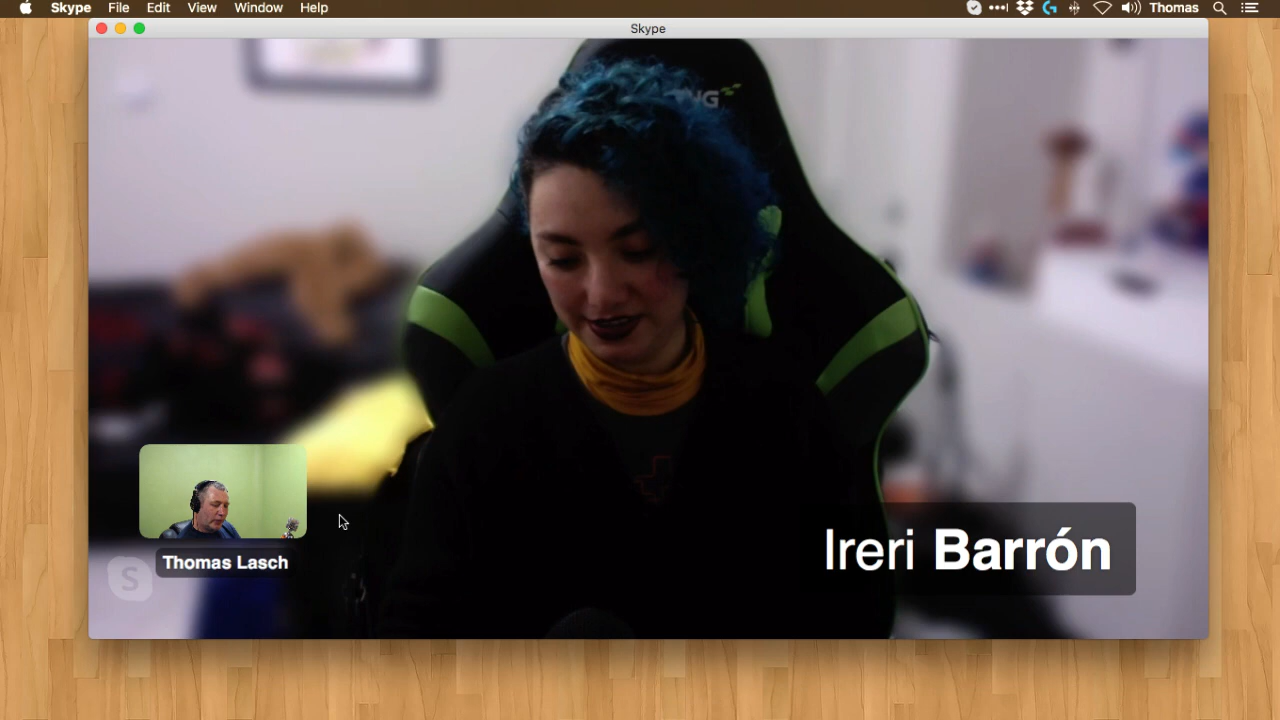 Skype File Edit View Window Help Thomas
Skype
Ireri Barrón
Thomas Lasch
S